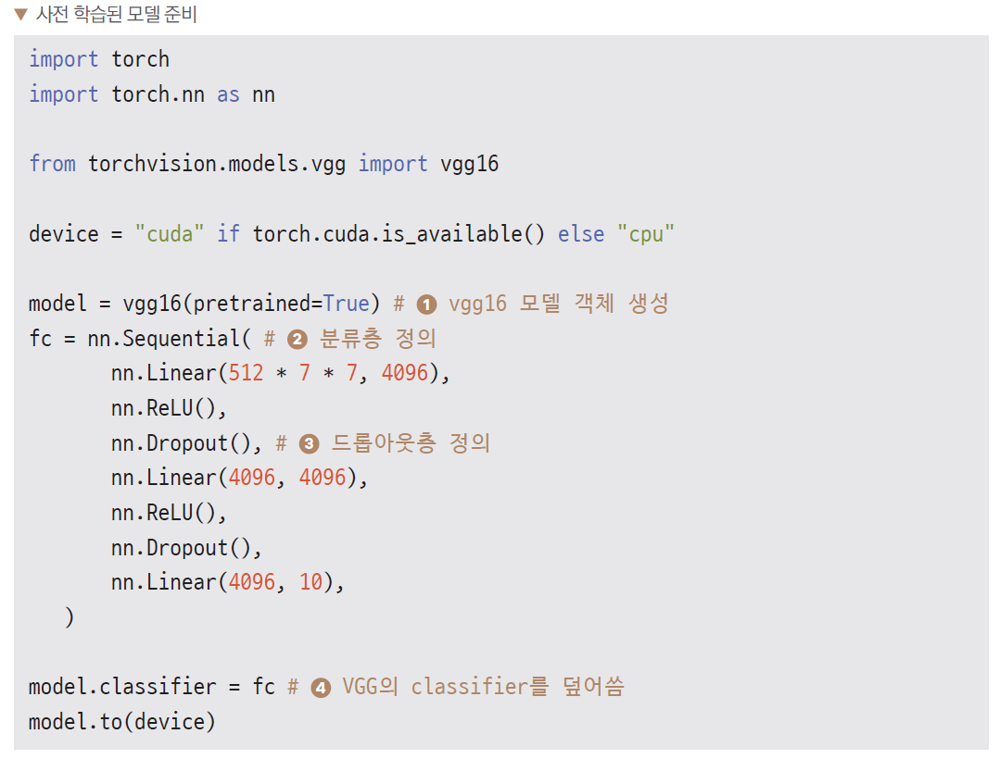 ▼ 사전 학습된 모델 준비
import torch
import torch.nn as nn
from torchvision.models.vgg import vgg16
device = "cuda" if torch.cuda.is_available() else "cpu"
model = vgg16(pretrained=True) # ❶ vgg16 모델 객체 생성
fc = nn.Sequential( # ❷ 분류층 정의
nn.Linear(512 * 7 * 7, 4096),
nn.ReLU(),
nn.Dropout(), # ❸ 드롭아웃층 정의
nn.Linear(4096, 4096),
nn.ReLU(),
nn.Dropout(),
nn.Linear(4096, 10),
)
model.classifier = fc # ❹ VGG의 classifier를 덮어씀
model.to(device)